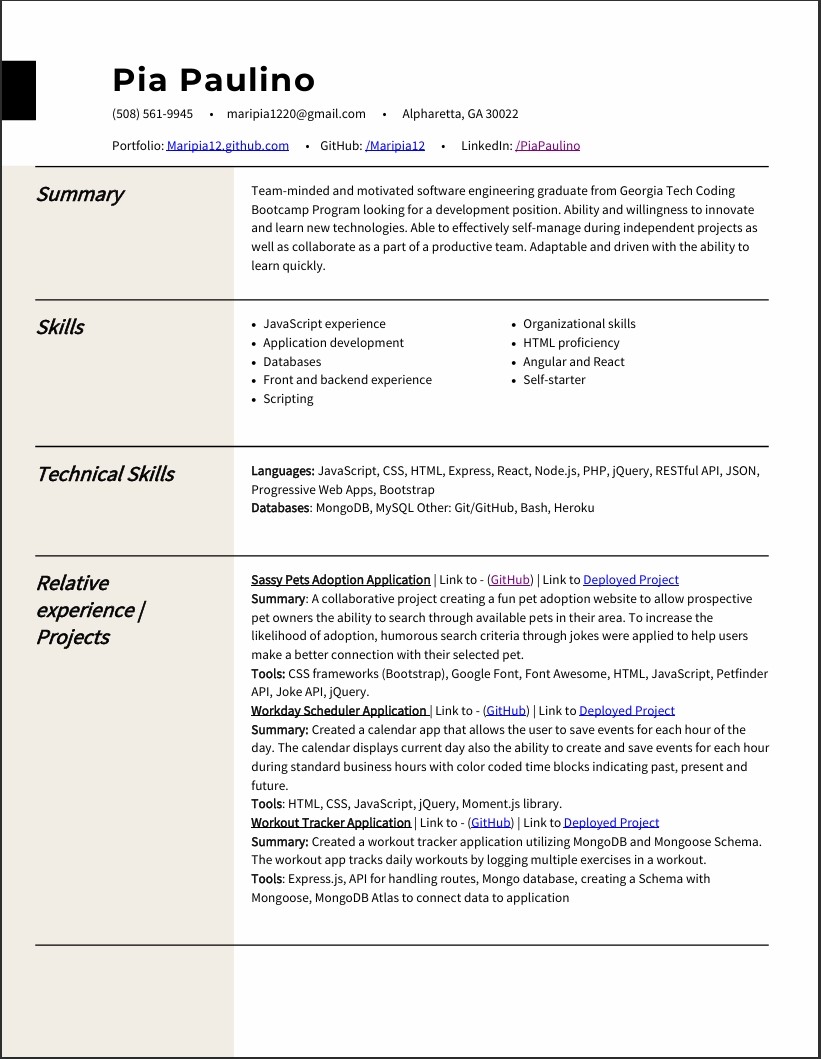 Pia Paulino
(508) 561-9945 • maripia1220@gmail.com • Alpharetta, GA 30022
Portfolio: Maripia12.github.com • GitHub: /Maripia12 • LinkedIn: /PiaPaulino
Summary
Team-minded and motivated software engineering graduate from Georgia Tech Coding
Bootcamp Program looking for a development position. Ability and willingness to innovate
and learn new technologies. Able to effectively self-manage during independent projects as
well as collaborate as a part of a productive team. Adaptable and driven with the ability to
learn quickly.
Skills
• JavaScript experience
• Application development
• Databases
• Front and backend experience
• Scripting
• Organizational skills
• HTML proficiency
• Angular and React
• Self-starter
Technical Skills
Languages: JavaScript, CSS, HTML, Express, React, Node.js, PHP, jQuery, RESTful API, JSON,
Progressive Web Apps, Bootstrap
Databases: MongoDB, MySQL Other: Git/GitHub, Bash, Heroku
Relative
experience |
Projects
Sassy Pets Adoption Application | Link to - (GitHub) | Link to Deployed Project
Summary: A collaborative project creating a fun pet adoption website to allow prospective
pet owners the ability to search through available pets in their area. To increase the
likelihood of adoption, humorous search criteria through jokes were applied to help users
make a better connection with their selected pet.
Tools: CSS frameworks (Bootstrap), Google Font, Font Awesome, HTML, JavaScript, Petfinder
API, Joke API, jQuery.
Workday Scheduler Application | Link to - (GitHub) | Link to Deployed Project
Summary: Created a calendar app that allows the user to save events for each hour of the
day. The calendar displays current day also the ability to create and save events for each hour
during standard business hours with color coded time blocks indicating past, present and
future.
Tools: HTML, CSS, JavaScript, jQuery, Moment.js library.
Workout Tracker Application | Link to - (GitHub) | Link to Deployed Project
Summary: Created a workout tracker application utilizing MongoDB and Mongoose Schema.
The workout app tracks daily workouts by logging multiple exercises in a workout.
Tools: Express.js, API for handling routes, Mongo database, creating a Schema with
Mongoose, MongoDB Atlas to connect data to application